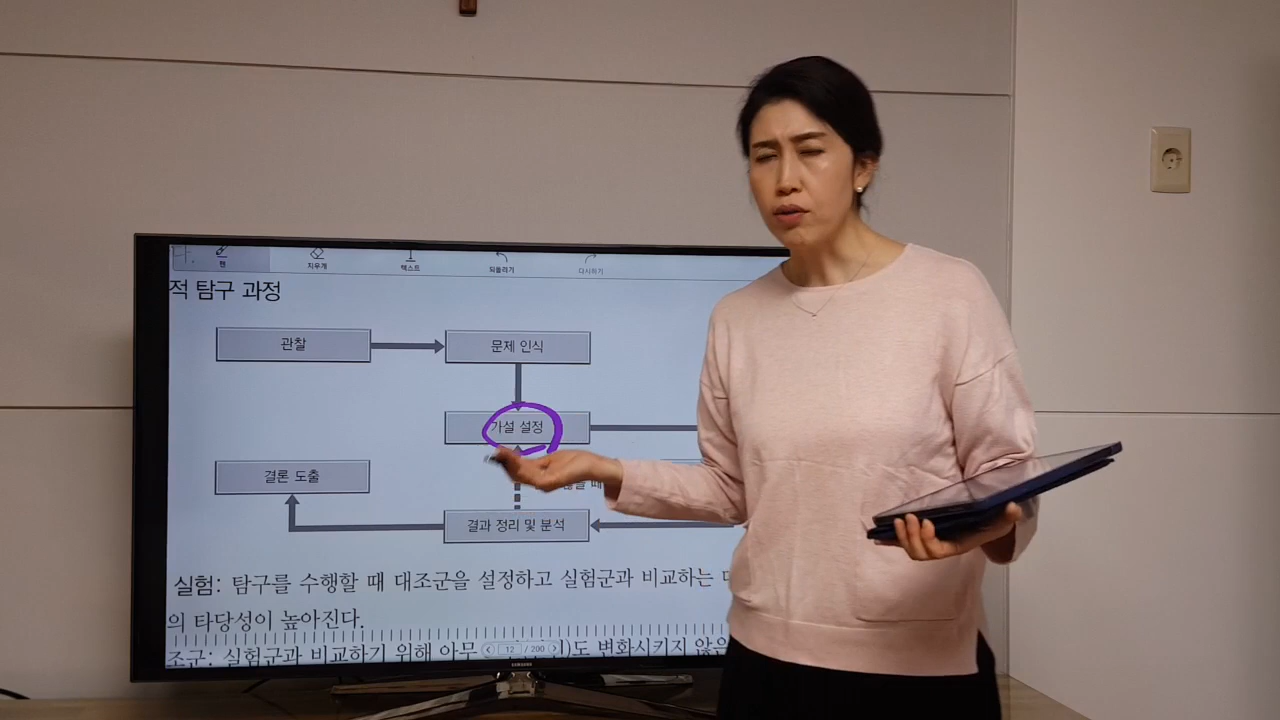 다.
펜
지우개
텍스트
되돌리기
다시하기
적 탐구 과정
관찰
문제 인식
가설 설정
결론 도출
때
결과 정리 및 분석
실험: 탐구를 수행할 때 대조군을 설정하고 실험군과 비교하는
의 타당성이 높아진다.
12 / 200
조군: 실험군과 비교하기 위해 아무 도 변화시키지 않은
SAMSUNG